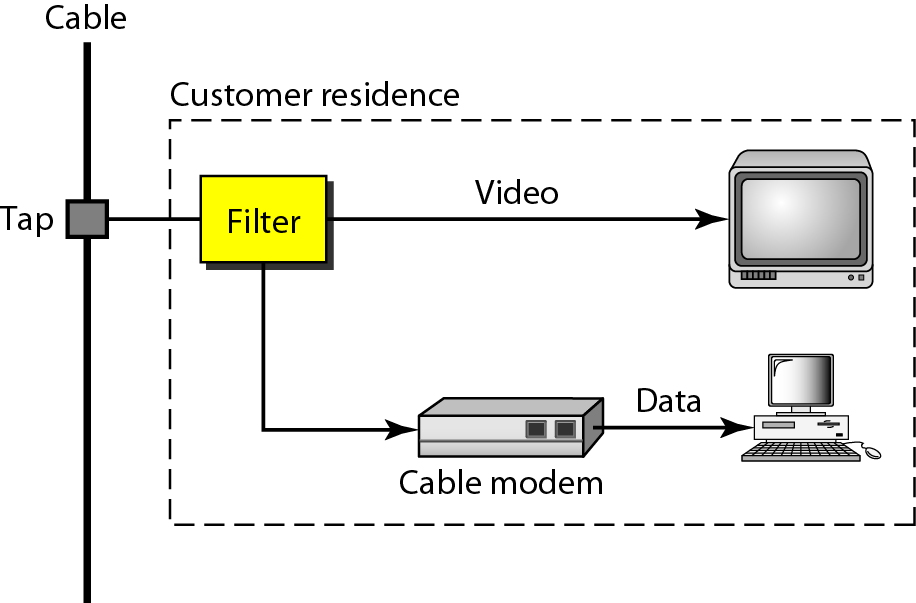 Cable
Customer residence
Tap
Filter
Video
Data
Cable modem